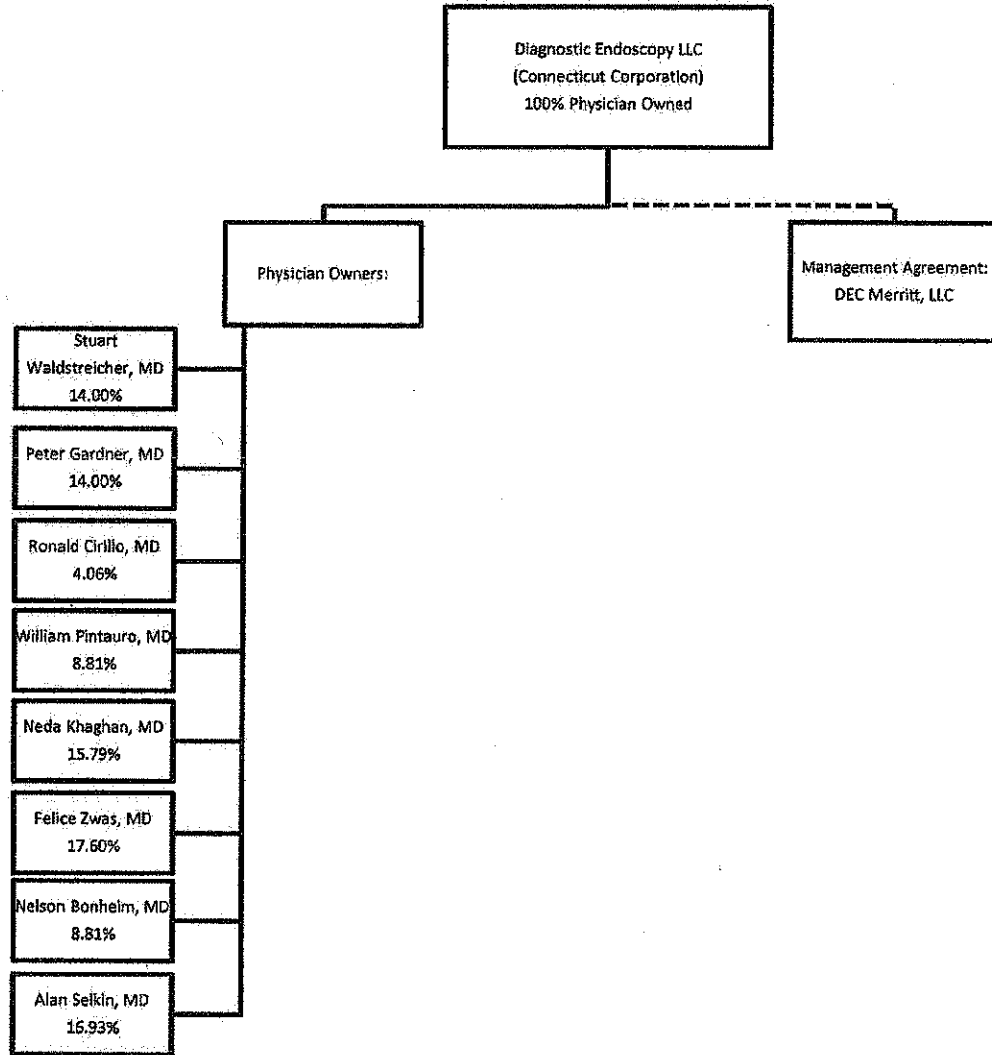 Diagnostic Endoscopy LLC
(Connecticut Corporation)
100% Physician Owned
Physician Owners:
Management Agreement:
DEC Merritt, LLC
Stuart
Waldstreicher, MD
14.00%
Peter Gardner, MD
14.00%
Ronald Cirillo, MD
4.06%
William Pintauro, MD
8.81%
Neda Khaghan, MD
15.79%
Felice Zwas, MD
17.60%
Nelson Bonheim, MD
8.81%
Alan Selkin, MD
16.93%